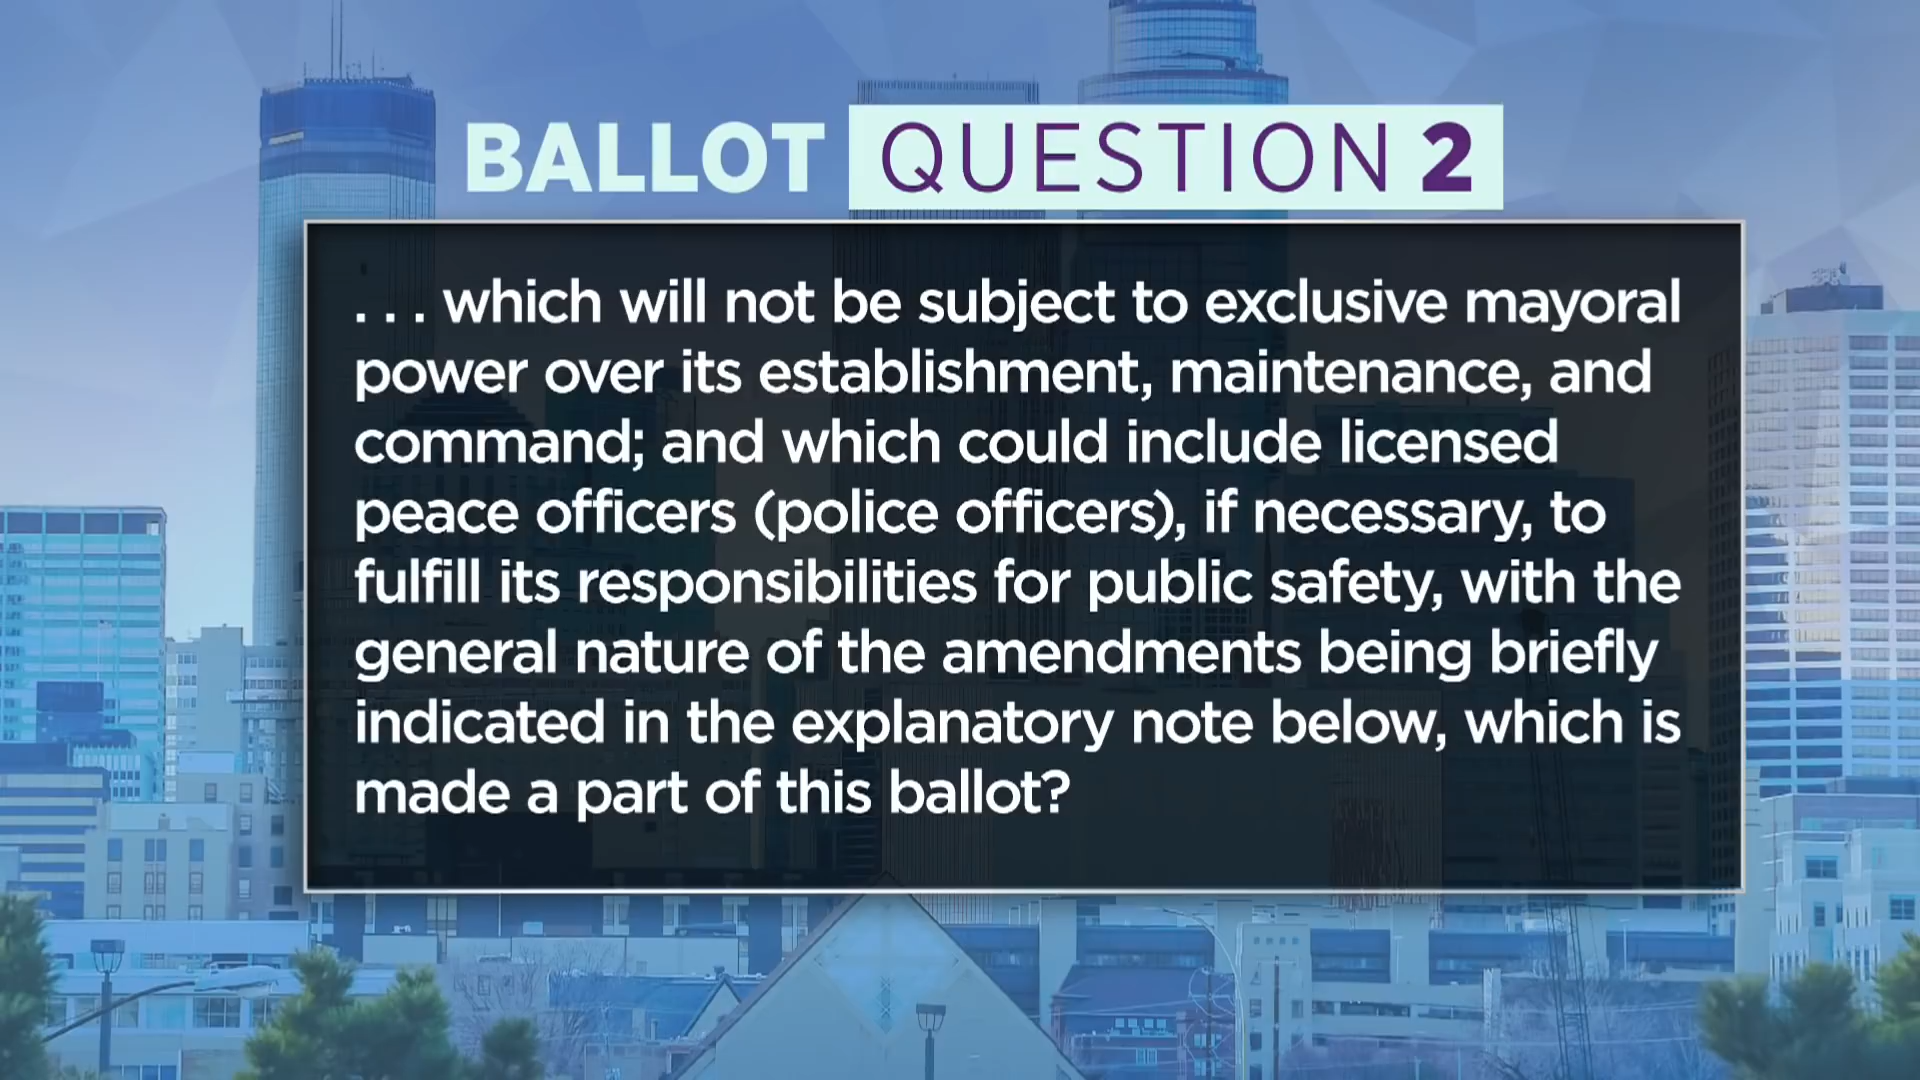 BALLOT QUESTION 2
. . . which will not be subject to exclusive mayoral
power over its establishment, maintenance, and
command; and which could include licensed
peace officers (police officers), if necessary, to
fulfill its responsibilities for public safety, with the
general nature of the amendments being briefly
indicated in the explanatory note below, which is
made a part of this ballot?